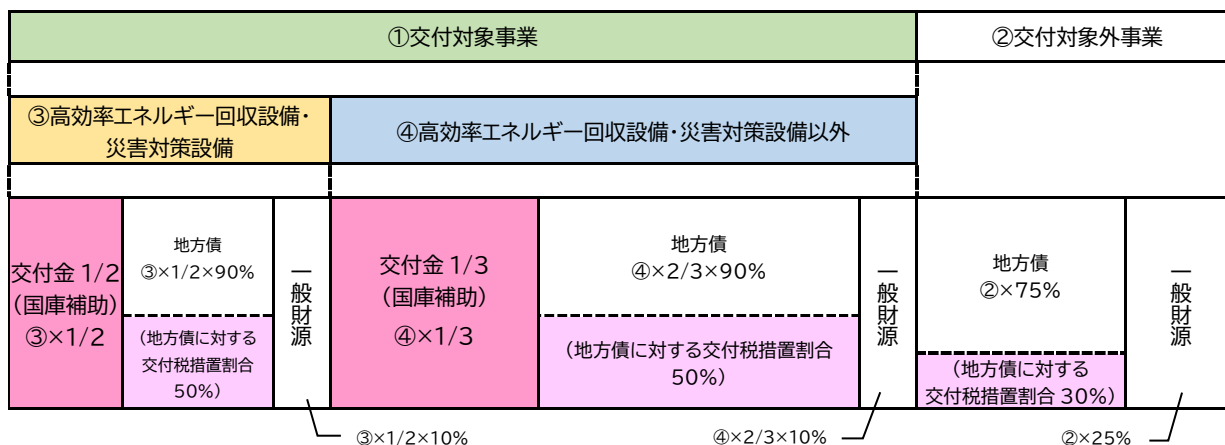 ①交付対象事業
②交付対象外事業
③高効率エネルギー回収設備・
災害対策設備
④高効率エネルギー回収設備・災害対策設備以外
交付金 1/2
(国庫補助)
③×1/2
地方債
③×1/2×90%
(地方債に対する
交付税措置割合
50%)
一般財源
交付金 1/3
(国庫補助)
④×1/3
地方債
④×2/3×90%
(地方債に対する交付税措置割合
50%)
一般財源
地方債
②×75%
(地方債に対する
交付税措置割合 30%)
一般財源
③×1/2×10%
④×2/3×10%
②×25%